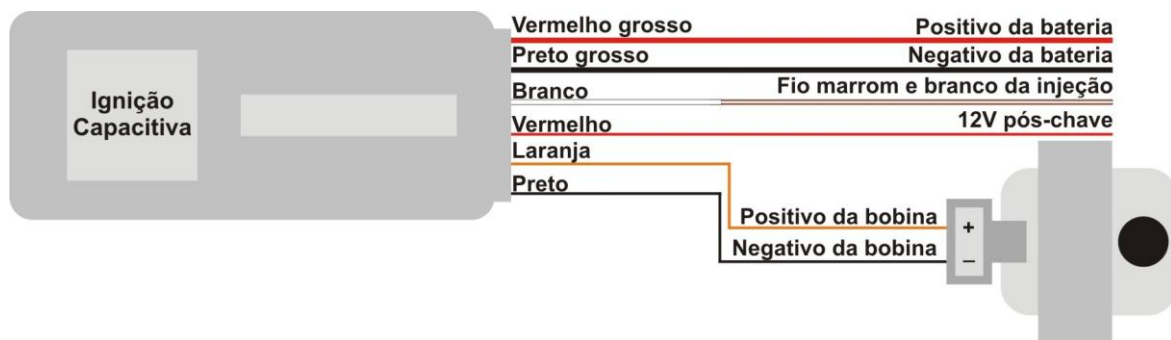 Ignição
Capacitiva
Vermelho grosso Positivo da bateria
Preto grosso Negativo da bateria
Branco Fio marrom e branco da injeção
Vermelho 12V pós-chave
Laranja
Preto
Positivo da bobina +
Negativo da bobina –